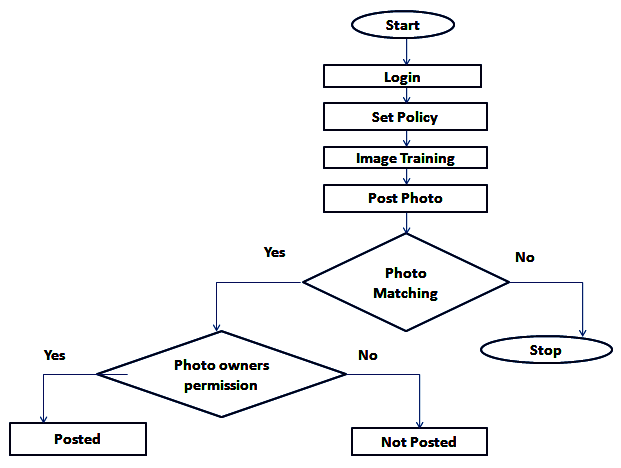 Start
Login
Set Policy
Image Training
Post Photo
Yes
No
Photo
Matching
Stop
Yes
No
Photo owners
permission
Posted
Not Posted